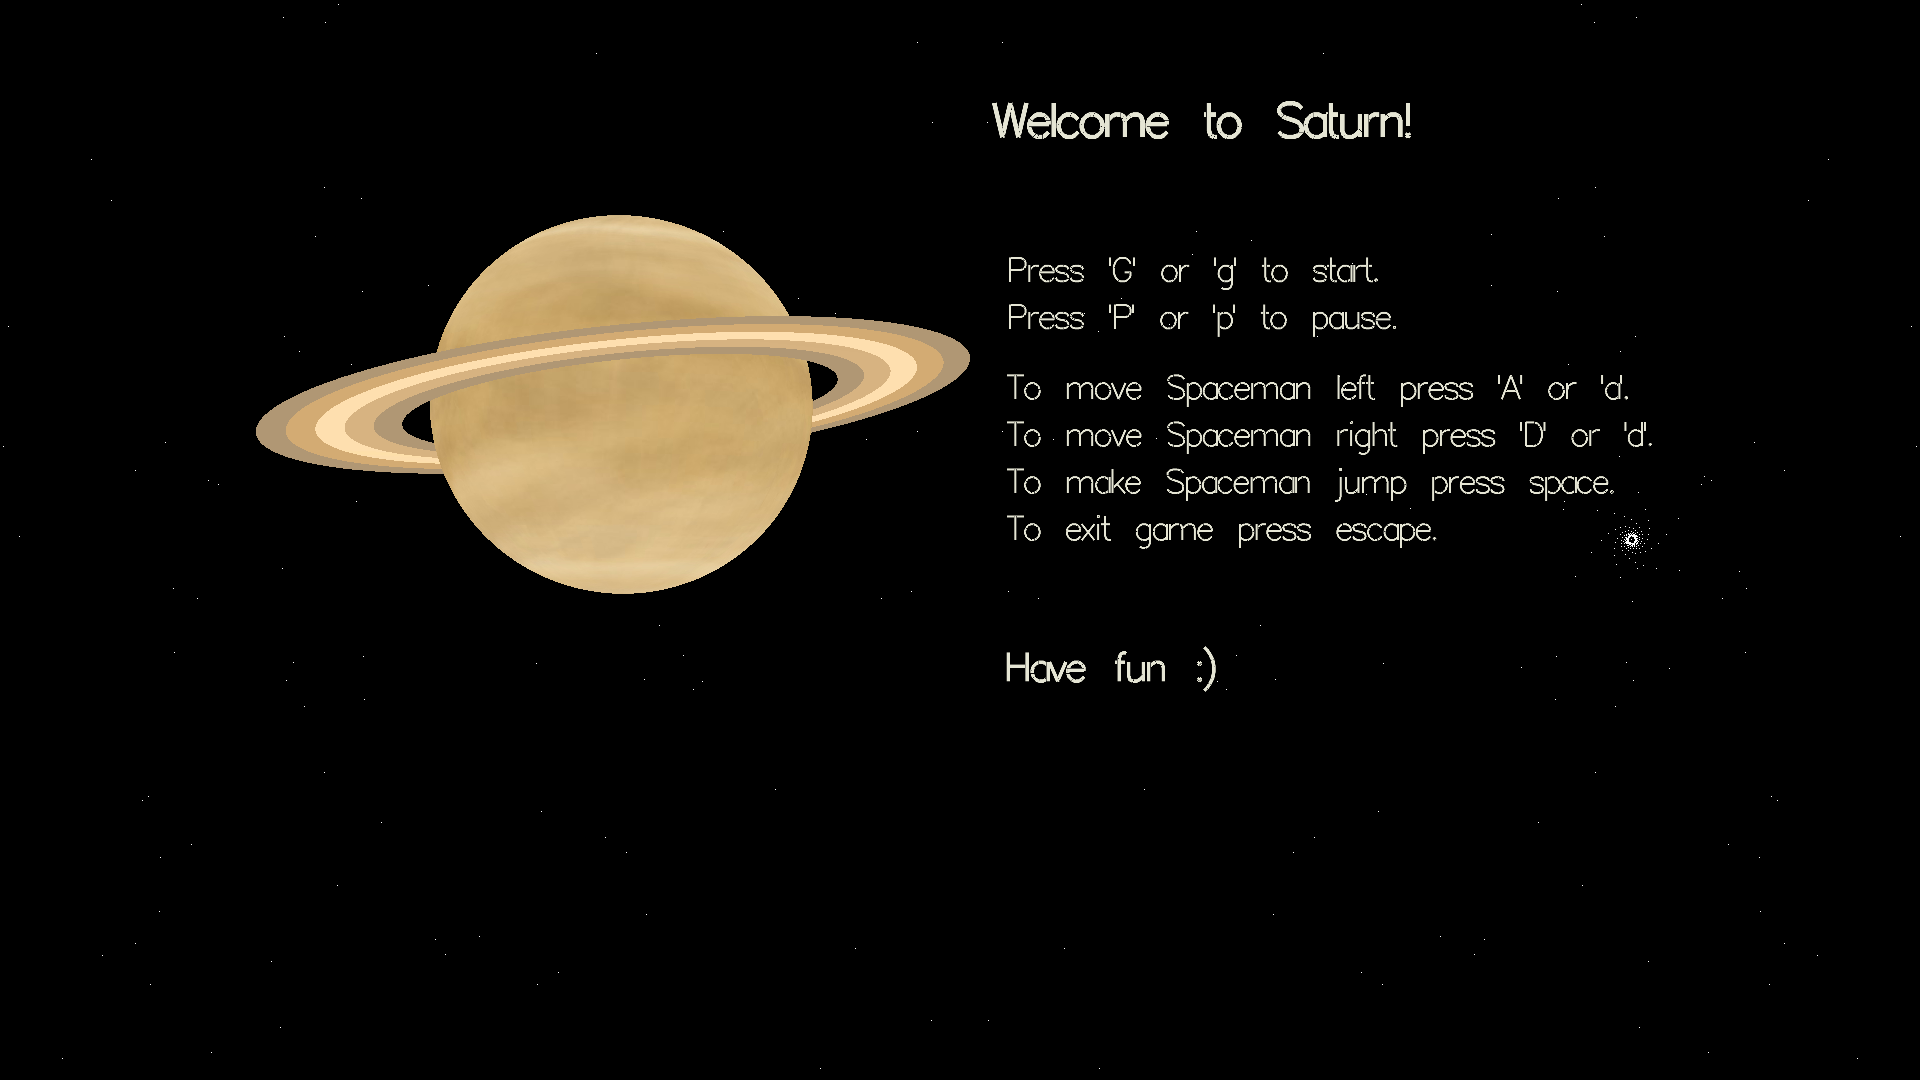 Welcome to Saturn!
Press 'G' or 'g' to start.
Press 'P' or 'p' to pause.
To move Spaceman left press 'A' or 'a'.
To move Spaceman right press 'D' or 'd'.
To make Spaceman jump press space.
To exit game press escape.
Have fun :)